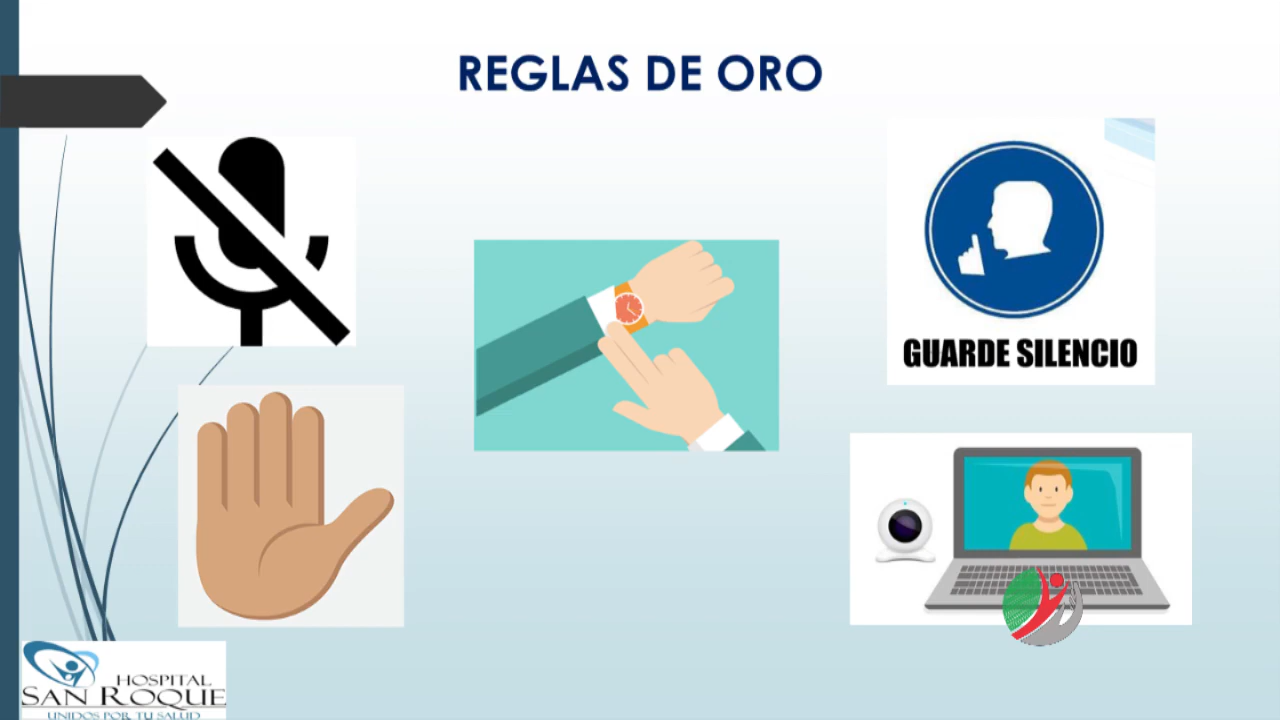 REGLAS DE ORO
GUARDE SILENCIO
HOSPITAL
SAN ROQUE
UNIDOS POR TU SALUD